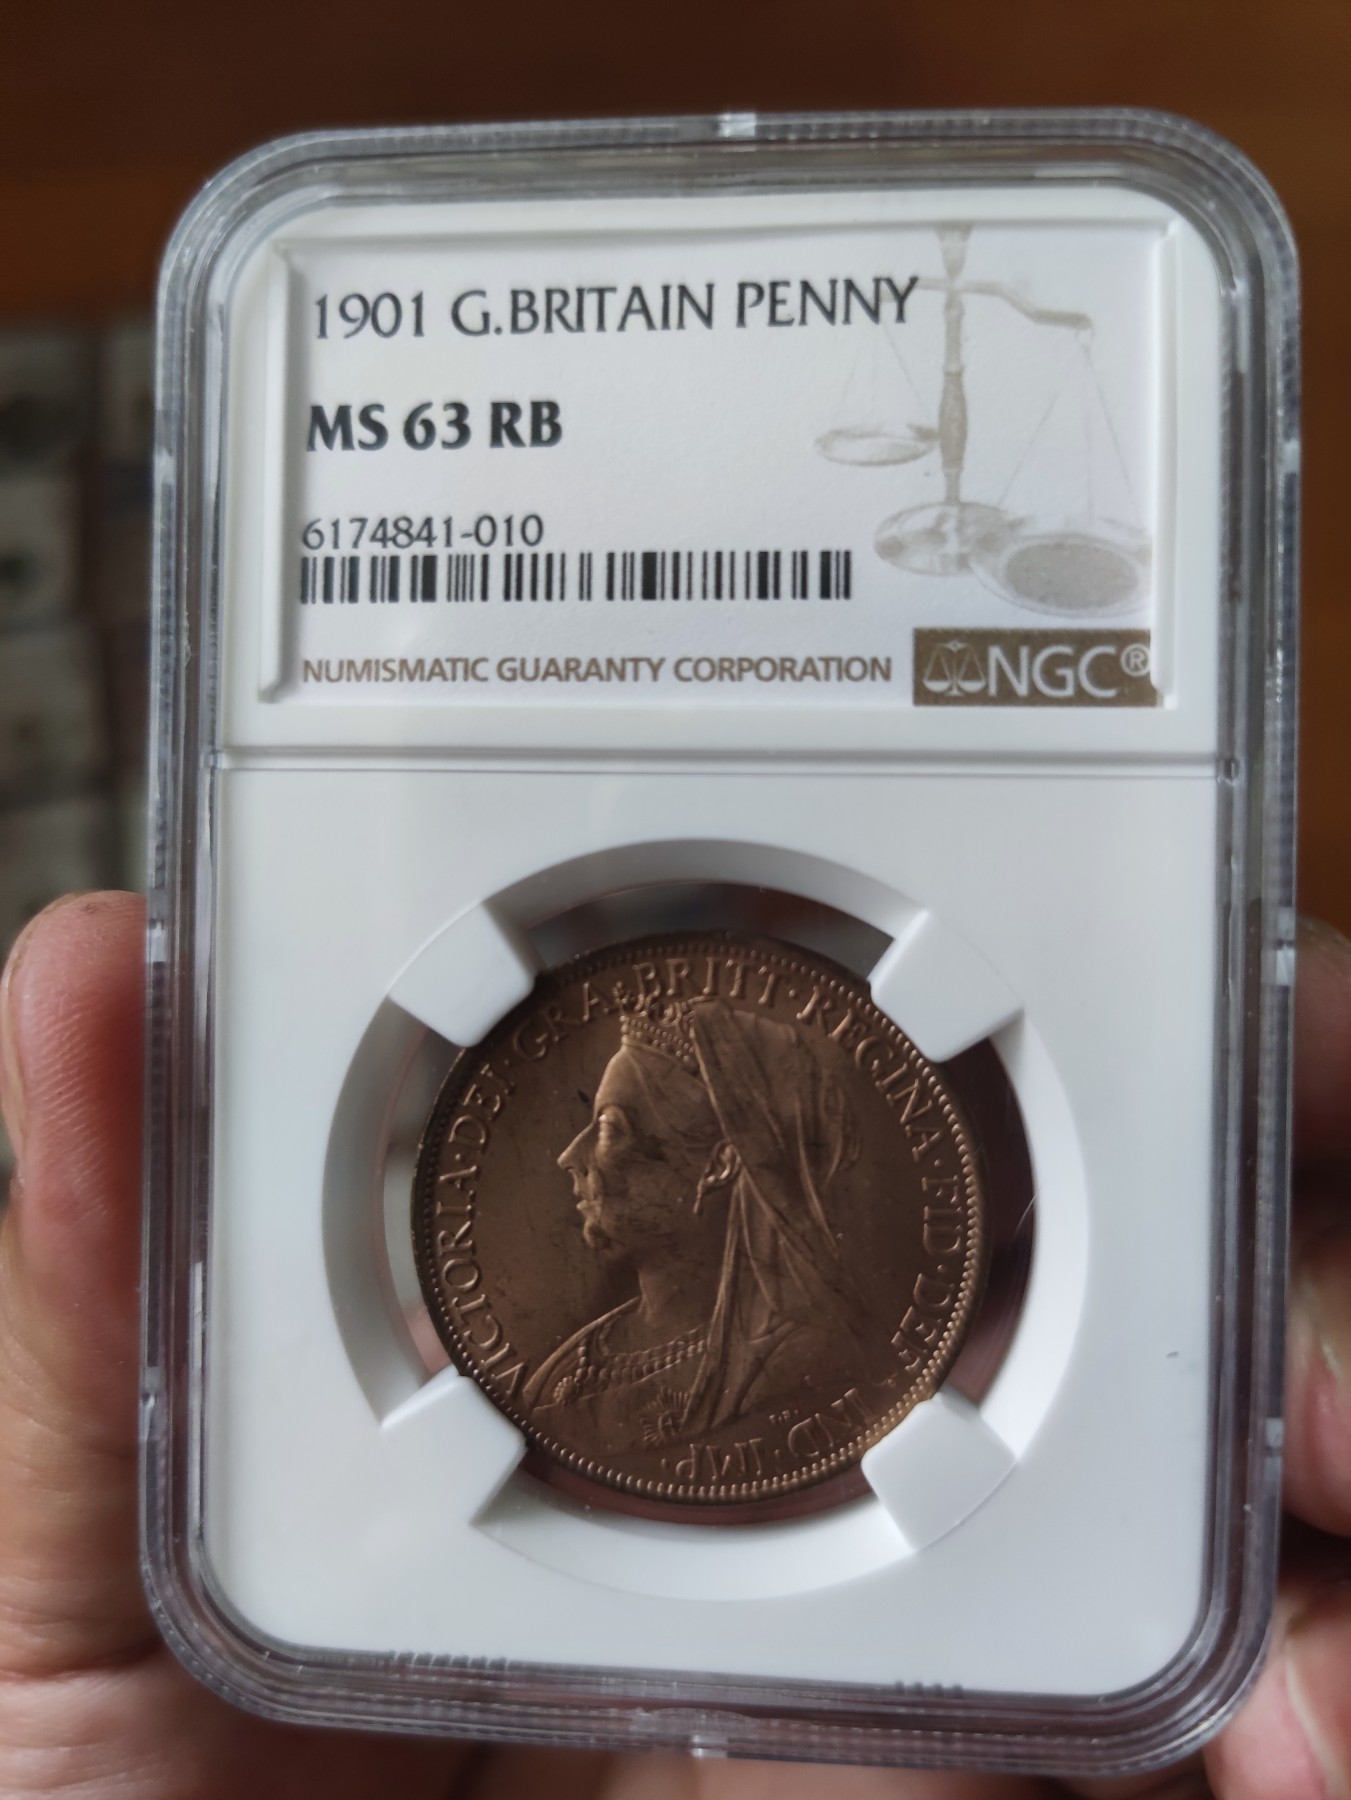 1901 G.BRITAIN PENNY
MS 63 RB
6174841-010
NUMISMATIC GUARANTY CORPORATION NGC®
VICTORIA·DEI·GRA·BRITT·REGINA·FID·DEF·IND·IMP·
T.B.